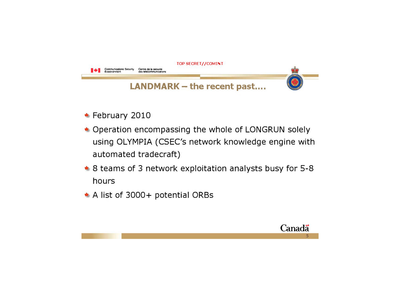 TOP SECRET//COMINT
Communications Security Centre de la sécurité
Establishment des télécommunications
LANDMARK – the recent past....
February 2010
Operation encompassing the whole of LONGRUN solely
using OLYMPIA (CSEC's network knowledge engine with
automated tradecraft)
8 teams of 3 network exploitation analysts busy for 5-8
hours
A list of 3000+ potential ORBs
Canada